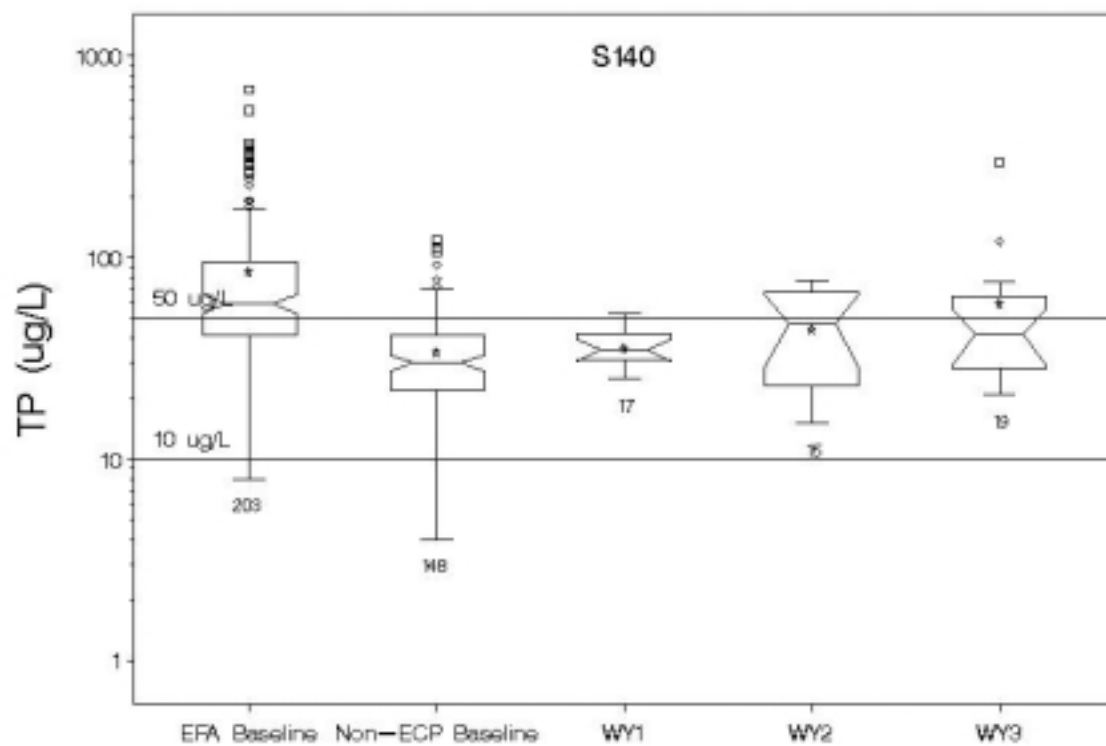 S140
1000
100
50 ug/L
10 ug/L
10
1
TP (ug/L)
203
148
17
15
19
EFA Baseline Non-ECP Baseline WY1 WY2 WY3